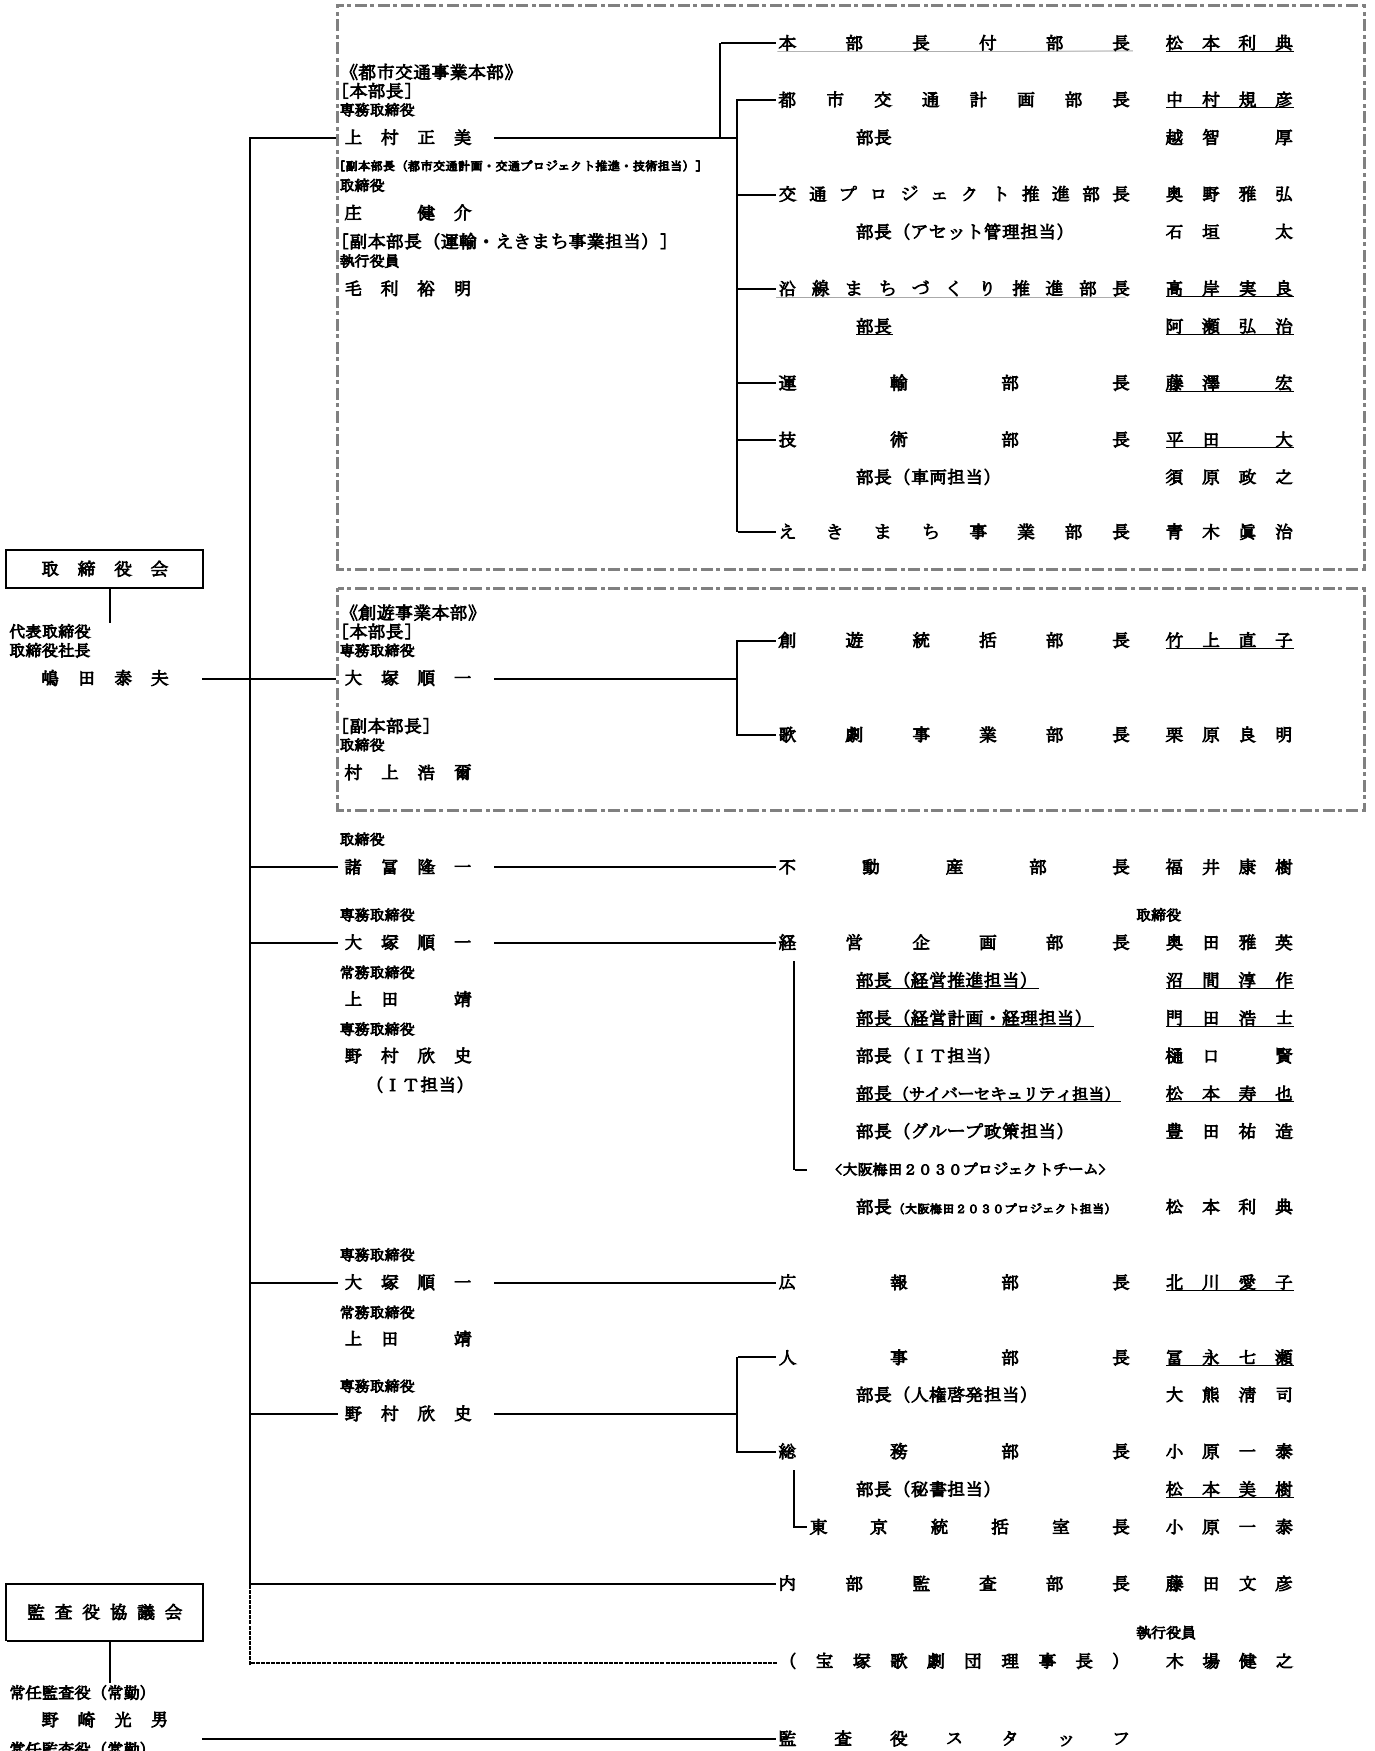 本部長付部長 松本利典
《都市交通事業本部》
[本部長]
専務取締役
上村正美
都市交通計画部長 中村規彦
部長 越智厚
[副本部長（都市交通計画・交通プロジェクト推進・技術担当）]
取締役
庄健介
交通プロジェクト推進部長 奥野雅弘
部長（アセット管理担当） 石垣太
[副本部長（運輸・えきまち事業担当）]
執行役員
毛利裕明
沿線まちづくり推進部長 高岸実良
部長 阿瀬弘治
運輸部長 藤澤宏
技術部長 平田大
部長（車両担当） 須原政之
えきまち事業部長 青木眞治
取締役会
代表取締役
取締役社長
嶋田泰夫
《創遊事業本部》
[本部長]
専務取締役
大塚順一
創遊統括部長 竹上直子
[副本部長]
取締役
村上浩爾
歌劇事業部長 栗原良明
取締役
諸冨隆一 不動産部長 福井康樹
専務取締役 取締役
大塚順一 経営企画部長 奥田雅英
常務取締役
上田靖
部長（経営推進担当） 沼間淳作
部長（経営計画・経理担当） 門田浩士
専務取締役
野村欣史
（ＩＴ担当）
部長（ＩＴ担当） 樋口賢
部長（サイバーセキュリティ担当） 松本寿也
部長（グループ政策担当） 豊田祐造
<大阪梅田２０３０プロジェクトチーム>
部長（大阪梅田２０３０プロジェクト担当） 松本利典
専務取締役
大塚順一 広報部長 北川愛子
常務取締役
上田靖
人事部長 冨永七瀬
専務取締役
野村欣史
部長（人権啓発担当） 大熊清司
総務部長 小原一泰
部長（秘書担当） 松本美樹
東京統括室長 小原一泰
内部監査部長 藤田文彦
監査役協議会
執行役員
（宝塚歌劇団理事長） 木場健之
常任監査役（常勤）
野崎光男
監査役スタッフ
常任監査役（常勤）